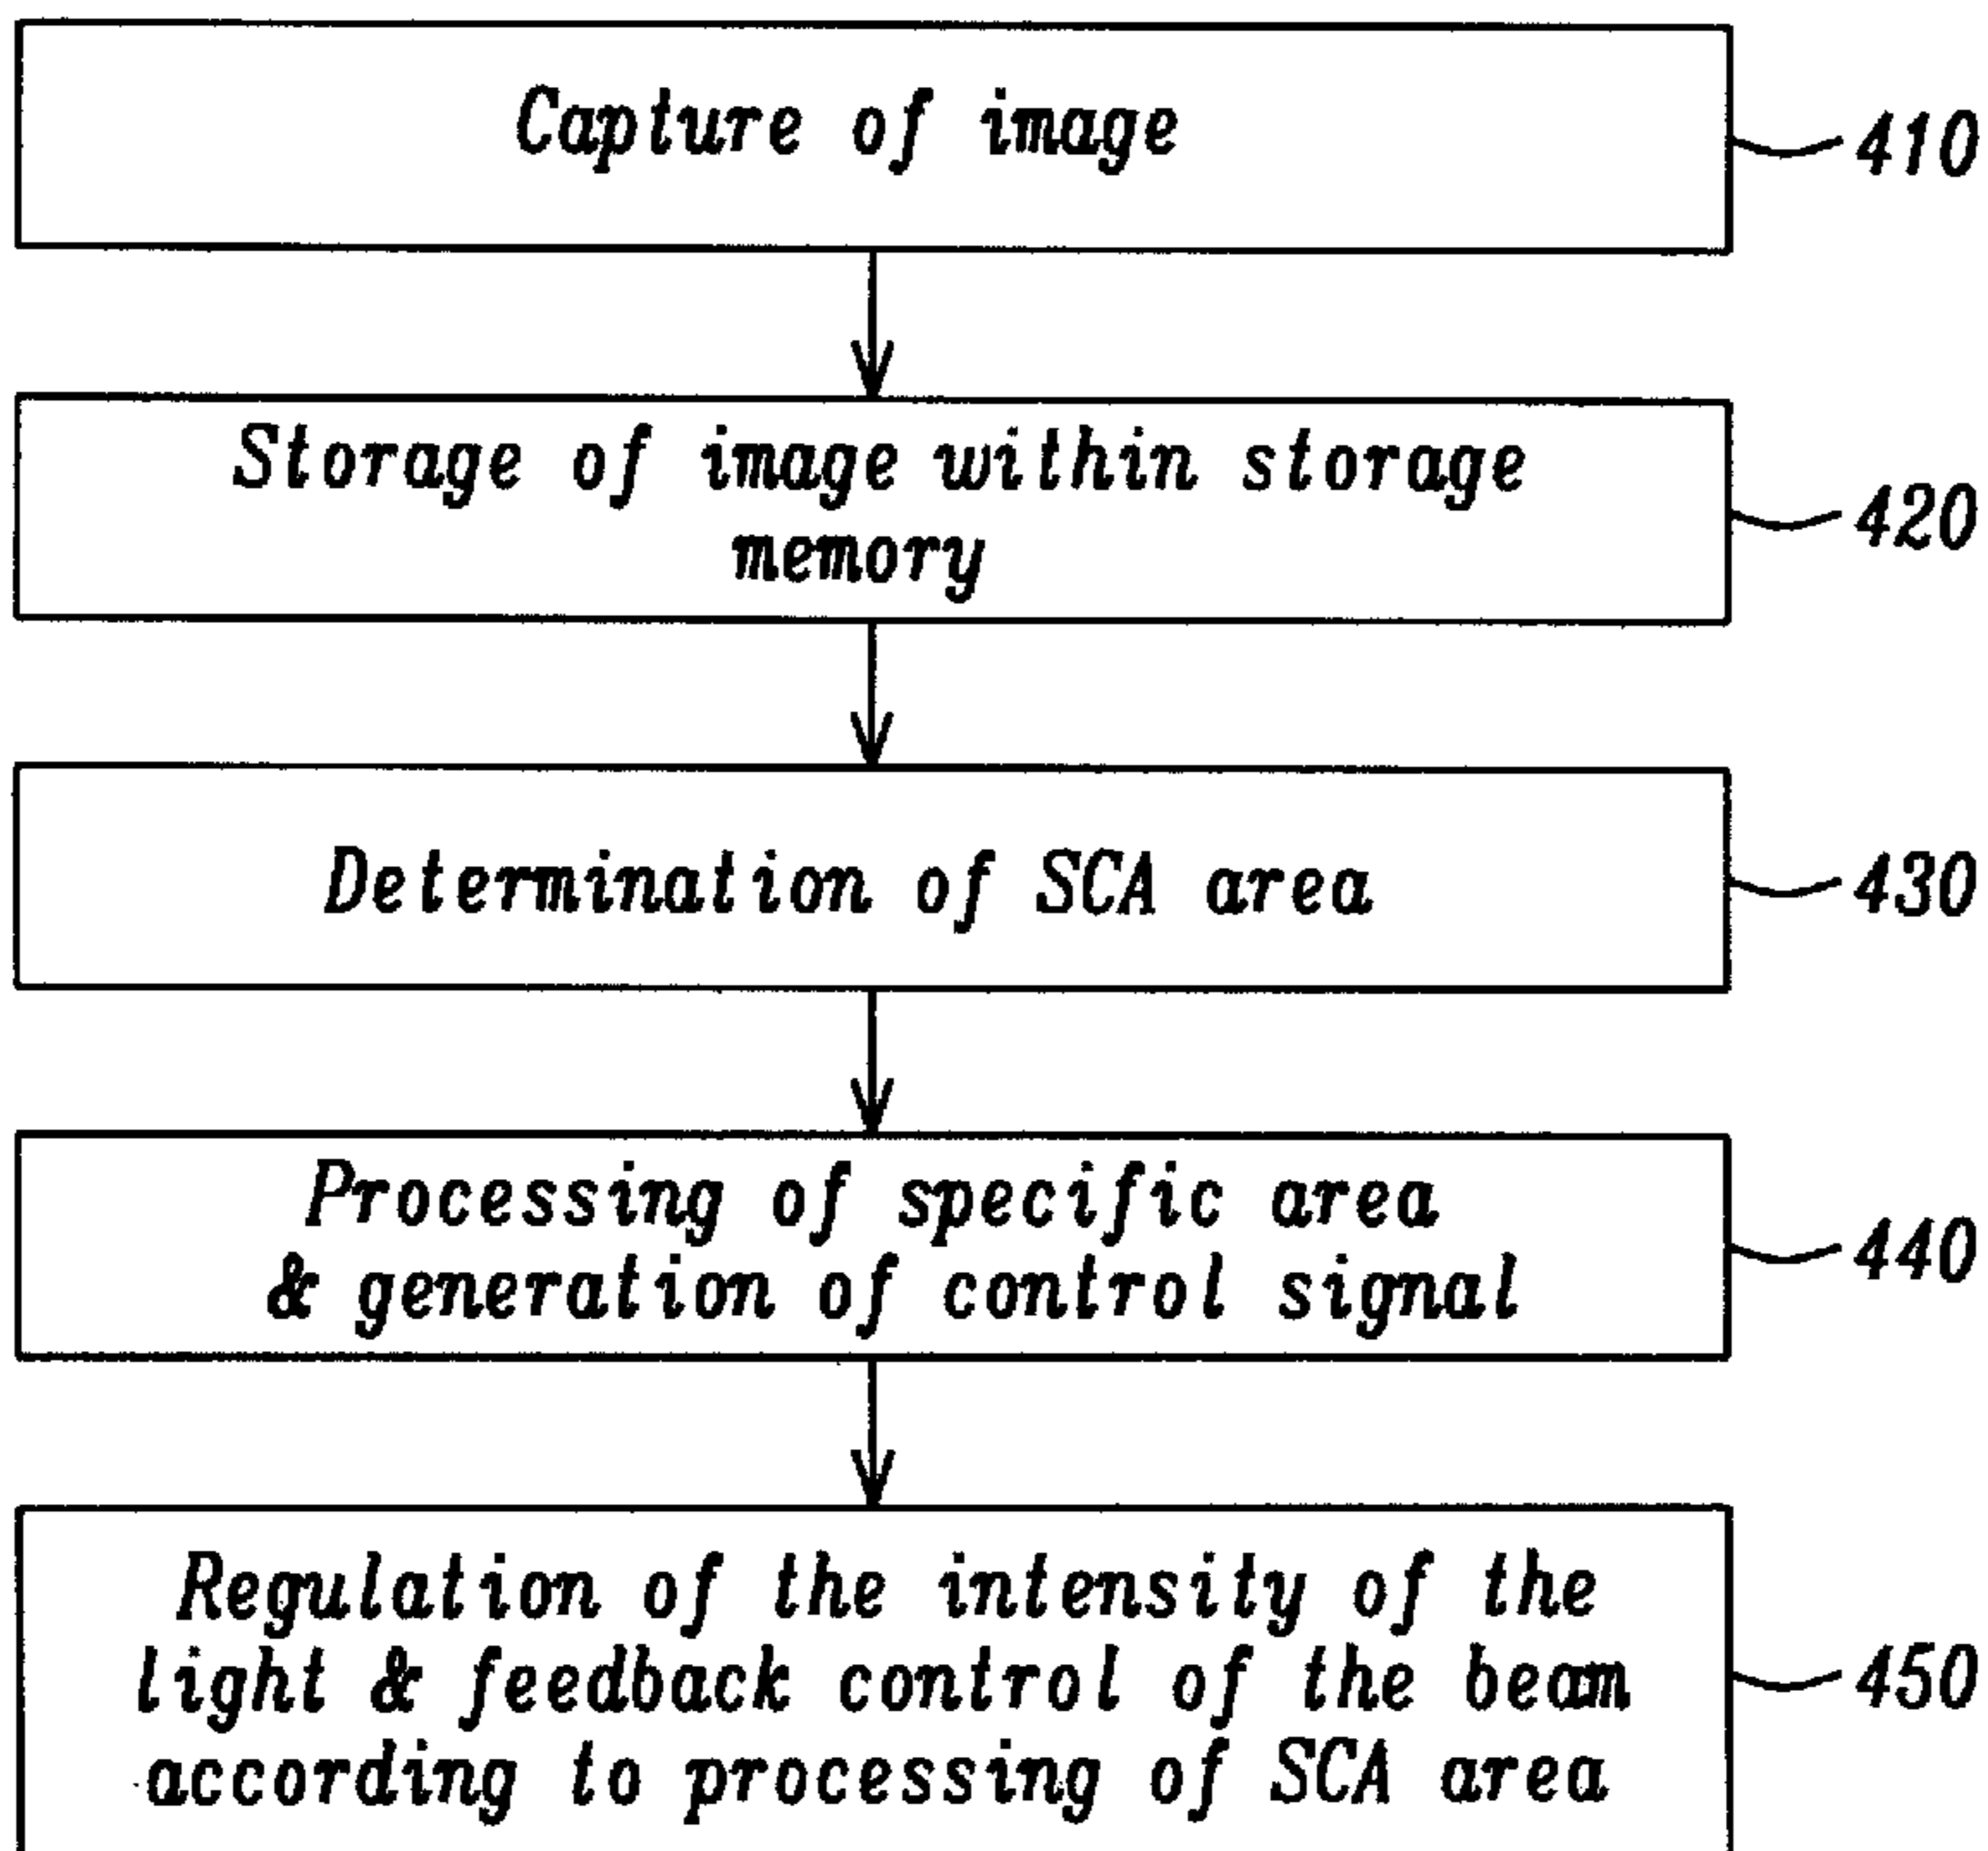 Capture of image
410
Storage of image within storage
memory
420
Determination of SCA area
430
Processing of specific area
& generation of control signal
440
Regulation of the intensity of the
light & feedback control of the beam
according to processing of SCA area
450